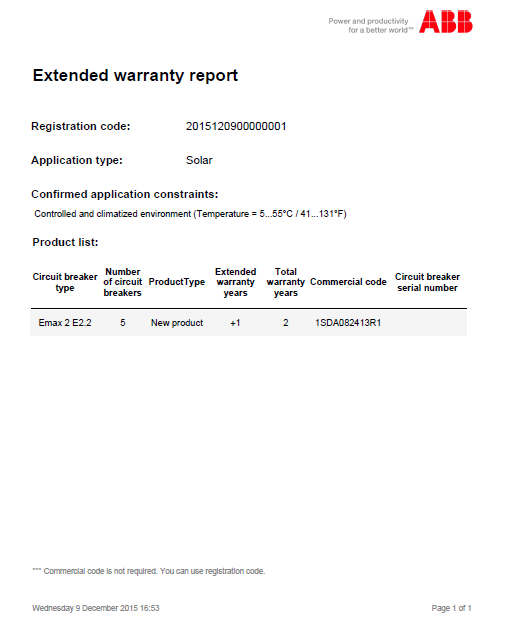 Power and productivity
for a better world™
ABB
Extended warranty report
Registration code: 2015120900000001
Application type: Solar
Confirmed application constraints:
Controlled and climatized environment (Temperature = 5...55°C / 41...131°F)
Product list:
Circuit breaker type Number of circuit breakers ProductType Extended warranty years Total warranty years Commercial code Circuit breaker serial number
Emax 2 E2.2 5 New product +1 2 1SDA082413R1
*** Commercial code is not required. You can use registration code.
Wednesday 9 December 2015 16:53 Page 1 of 1